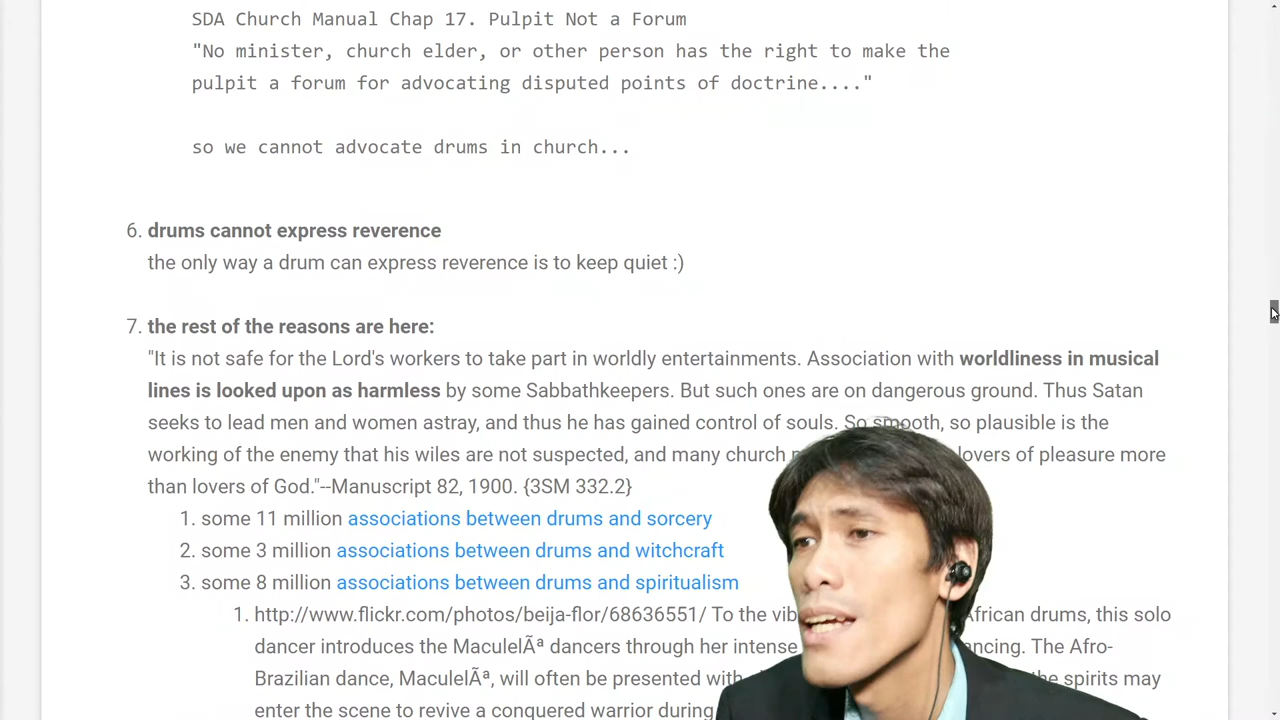 SDA Church Manual Chap 17. Pulpit Not a Forum
"No minister, church elder, or other person has the right to make the
pulpit a forum for advocating disputed points of doctrine...."
so we cannot advocate drums in church...
6. drums cannot express reverence
the only way a drum can express reverence is to keep quiet :)
7. the rest of the reasons are here:
"It is not safe for the Lord's workers to take part in worldly entertainments. Association with worldliness in musical
lines is looked upon as harmless by some Sabbathkeepers. But such ones are on dangerous ground. Thus Satan
seeks to lead men and women astray, and thus he has gained control of souls. So smooth, so plausible is the
working of the enemy that his wiles are not suspected, and many church lovers of pleasure more
than lovers of God."--Manuscript 82, 1900. {3SM 332.2}
1. some 11 million associations between drums and sorcery
2. some 3 million associations between drums and witchcraft
3. some 8 million associations between drums and spiritualism
1. http://www.flickr.com/photos/beija-flor/68636551/ To the African drums, this solo
dancer introduces the MaculelÃª dancers through her intense
Brazilian dance, MaculelÃª, will often be presented with the spirits may
enter the scene to revive a conquered warrior during